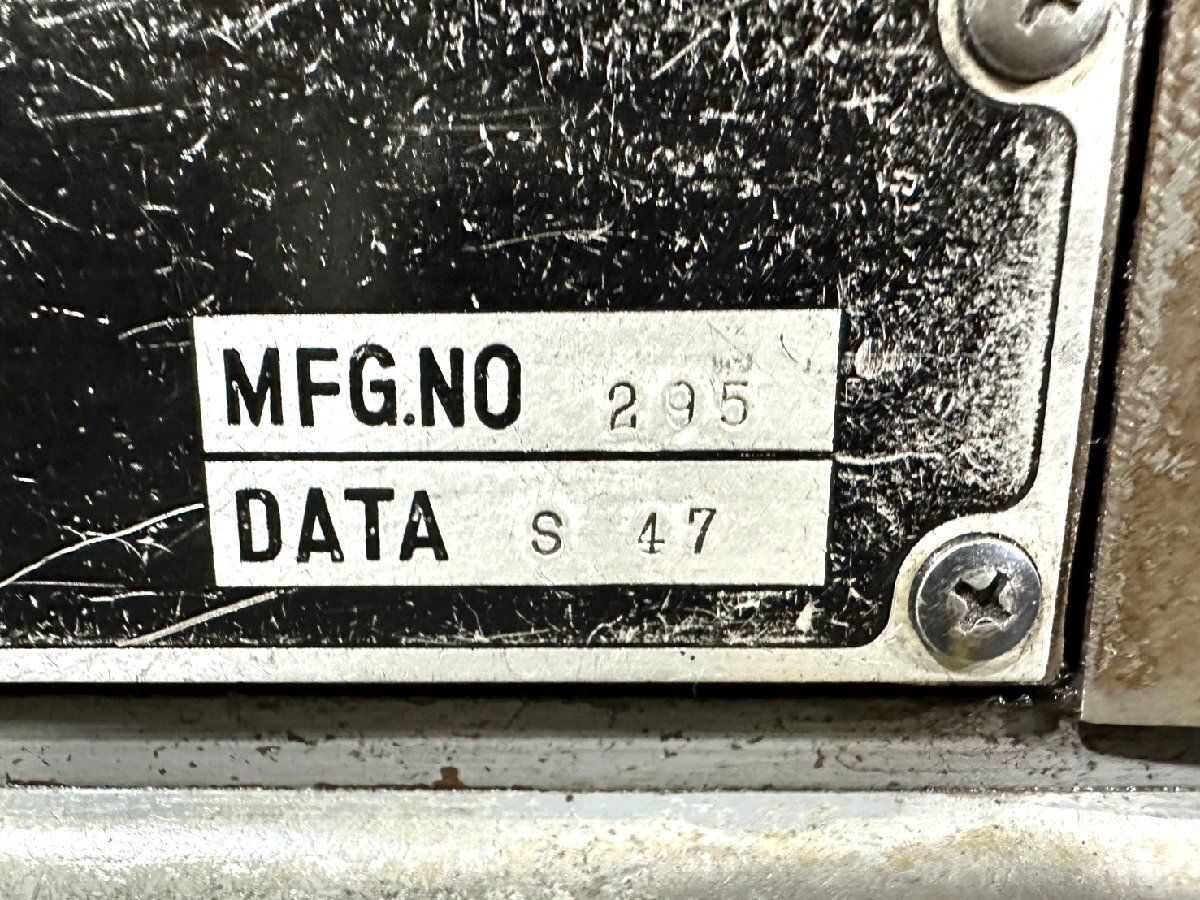 MFG.NO 295
DATA S 47